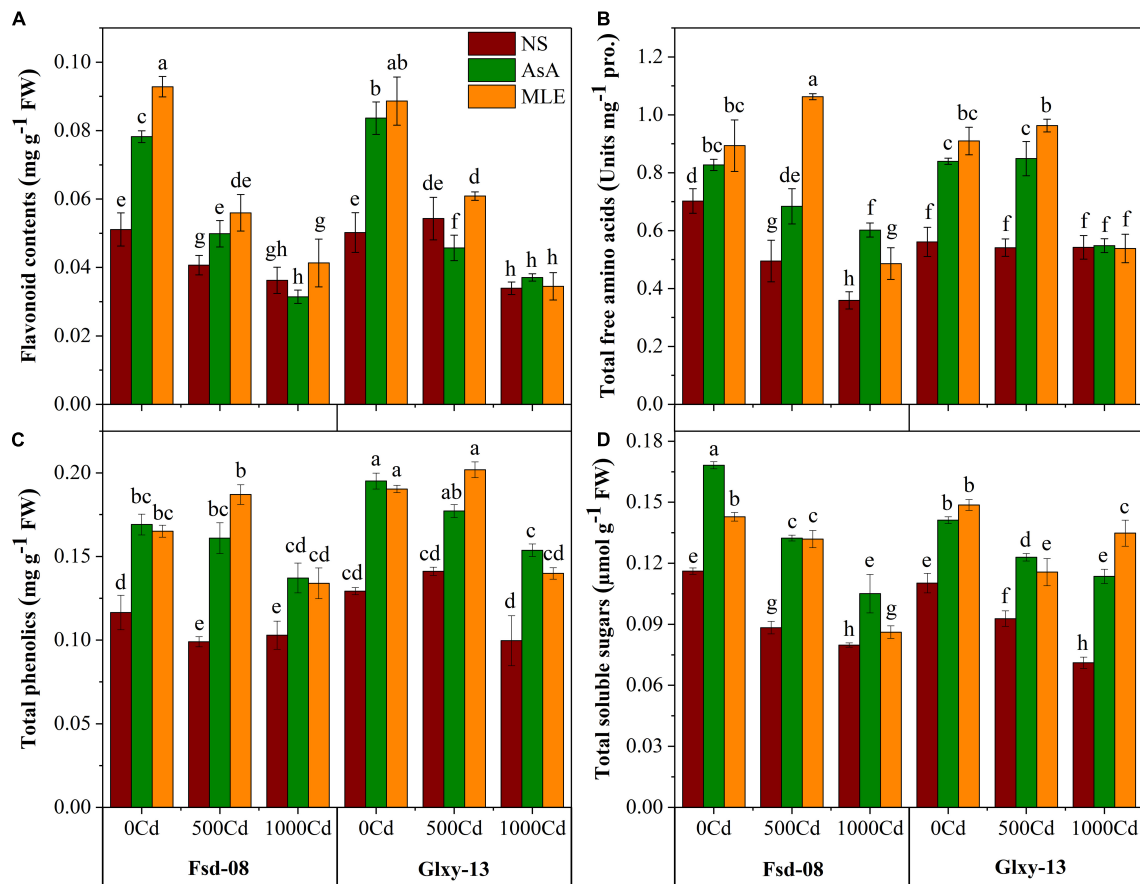 A
Flavonoid contents (mg g⁻¹ FW)
0.10
0.08
0.06
0.04
0.02
0.00
NS
AsA
MLE
e c a
g e de
gh h g
e b ab
de f d
h h h
B
Total free amino acids (Units mg⁻¹ pro.)
1.2
1.0
0.8
0.6
0.4
0.2
0.0
d bc bc
g de a
h f g
f c bc
f c b
f f f
C
Total phenolics (mg g⁻¹ FW)
0.20
0.15
0.10
0.05
0.00
d bc bc
e bc b
e cd cd
cd a a
cd ab a
d c cd
0Cd 500Cd 1000Cd 0Cd 500Cd 1000Cd
Fsd-08 Glxy-13
D
Total soluble sugars (µmol g⁻¹ FW)
0.18
0.15
0.12
0.09
0.06
0.03
0.00
e a b
g c c
h e g
e b b
f d e
h e c
0Cd 500Cd 1000Cd 0Cd 500Cd 1000Cd
Fsd-08 Glxy-13